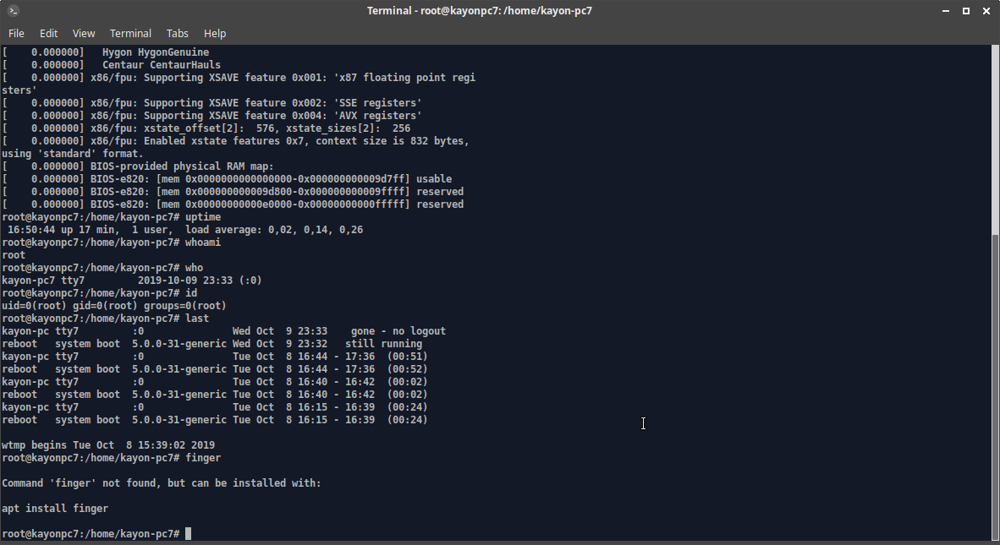 Terminal - root@kayonpc7: /home/kayon-pc7
File Edit View Terminal Tabs Help
[    0.000000]   Hygon HygonGenuine
[    0.000000]   Centaur CentaurHauls
[    0.000000] x86/fpu: Supporting XSAVE feature 0x001: 'x87 floating point regi
sters'
[    0.000000] x86/fpu: Supporting XSAVE feature 0x002: 'SSE registers'
[    0.000000] x86/fpu: Supporting XSAVE feature 0x004: 'AVX registers'
[    0.000000] x86/fpu: xstate_offset[2]:  576, xstate_sizes[2]:  256
[    0.000000] x86/fpu: Enabled xstate features 0x7, context size is 832 bytes,
using 'standard' format.
[    0.000000] BIOS-provided physical RAM map:
[    0.000000] BIOS-e820: [mem 0x0000000000000000-0x000000000009d7ff] usable
[    0.000000] BIOS-e820: [mem 0x000000000009d800-0x000000000009ffff] reserved
[    0.000000] BIOS-e820: [mem 0x00000000000e0000-0x00000000000fffff] reserved
root@kayonpc7:/home/kayon-pc7# uptime
 16:50:44 up 17 min,  1 user,  load average: 0,02, 0,14, 0,26
root@kayonpc7:/home/kayon-pc7# whoami
root
root@kayonpc7:/home/kayon-pc7# who
kayon-pc7 tty7         2019-10-09 23:33 (:0)
root@kayonpc7:/home/kayon-pc7# id
uid=0(root) gid=0(root) groups=0(root)
root@kayonpc7:/home/kayon-pc7# last
kayon-pc tty7         :0               Wed Oct  9 23:33    gone - no logout
reboot   system boot  5.0.0-31-generic Wed Oct  9 23:32   still running
kayon-pc tty7         :0               Tue Oct  8 16:44 - 17:36  (00:51)
reboot   system boot  5.0.0-31-generic Tue Oct  8 16:44 - 17:36  (00:52)
kayon-pc tty7         :0               Tue Oct  8 16:40 - 16:42  (00:02)
reboot   system boot  5.0.0-31-generic Tue Oct  8 16:40 - 16:42  (00:02)
kayon-pc tty7         :0               Tue Oct  8 16:15 - 16:39  (00:24)
reboot   system boot  5.0.0-31-generic Tue Oct  8 16:15 - 16:39  (00:24)

wtmp begins Tue Oct  8 15:39:02 2019
root@kayonpc7:/home/kayon-pc7# finger

Command 'finger' not found, but can be installed with:

apt install finger

root@kayonpc7:/home/kayon-pc7#